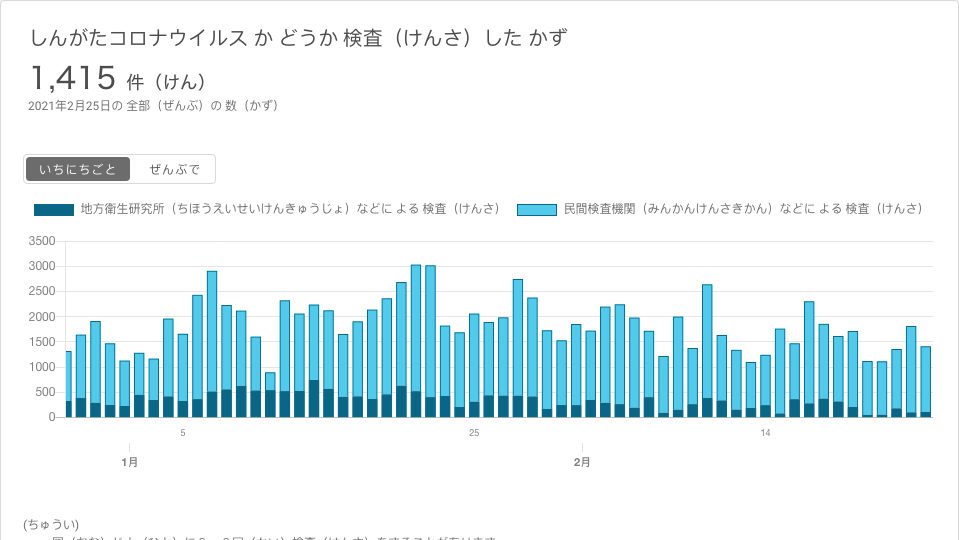 しんがたコロナウイルス か どうか 検査（けんさ）した かず
1,415 件（けん）
2021年2月25日の 全部（ぜんぶ）の 数（かず）
いちにちごと ぜんぶで
地方衛生研究所（ちほうえいせいけんきゅうじょ）などに よる 検査（けんさ） 民間検査機関（みんかんけんさきかん）などに よる 検査（けんさ）
3500
3000
2500
2000
1500
1000
500
0
5 25 14
1月 2月
(ちゅうい)